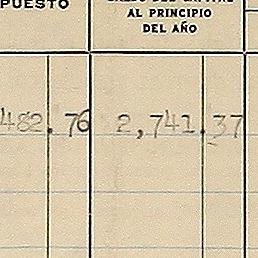 PUESTO
AL PRINCIPIO
DEL AÑO
482.76 2,741.37